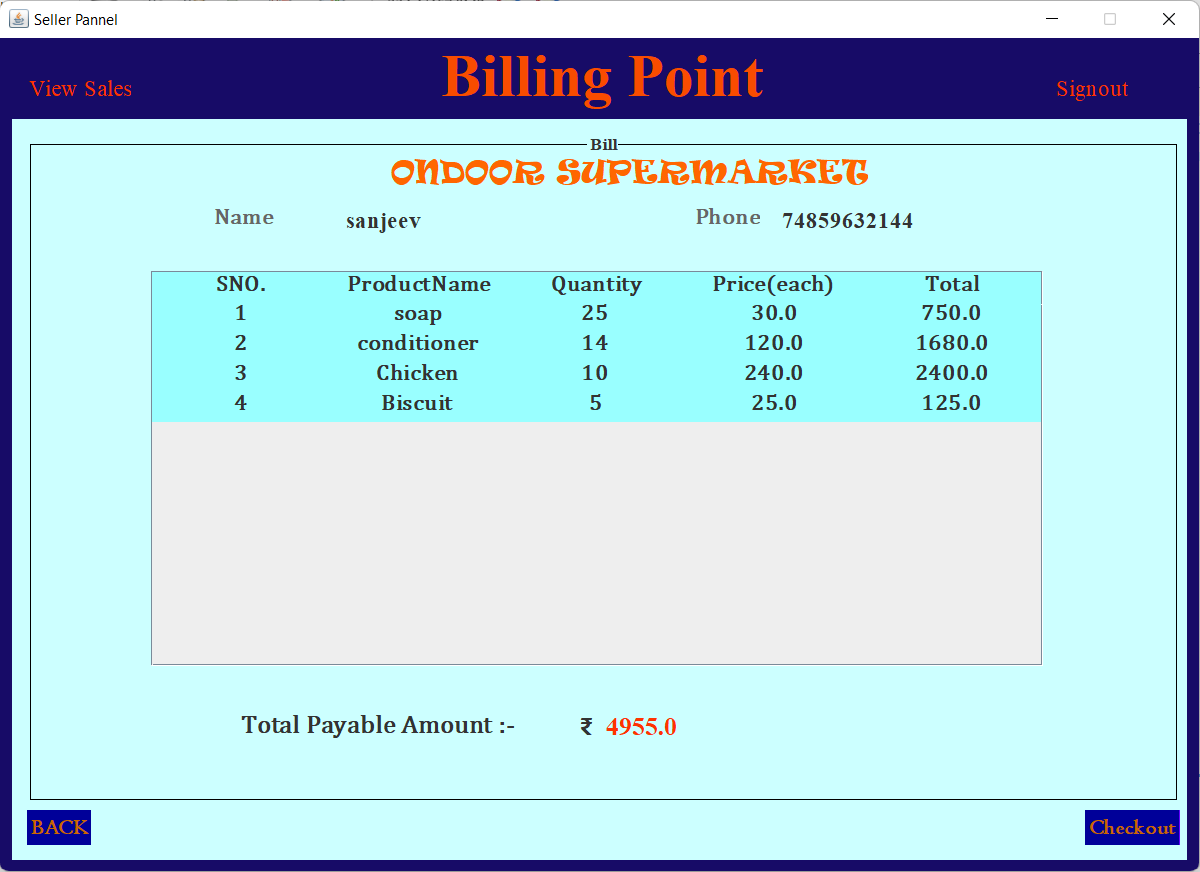 Seller Pannel
View Sales
Billing Point
Signout
Bill
ONDOOR SUPERMARKET
Name sanjeev Phone 74859632144
SNO. ProductName Quantity Price(each) Total
1 soap 25 30.0 750.0
2 conditioner 14 120.0 1680.0
3 Chicken 10 240.0 2400.0
4 Biscuit 5 25.0 125.0
Total Payable Amount :- ₹ 4955.0
BACK
Checkout